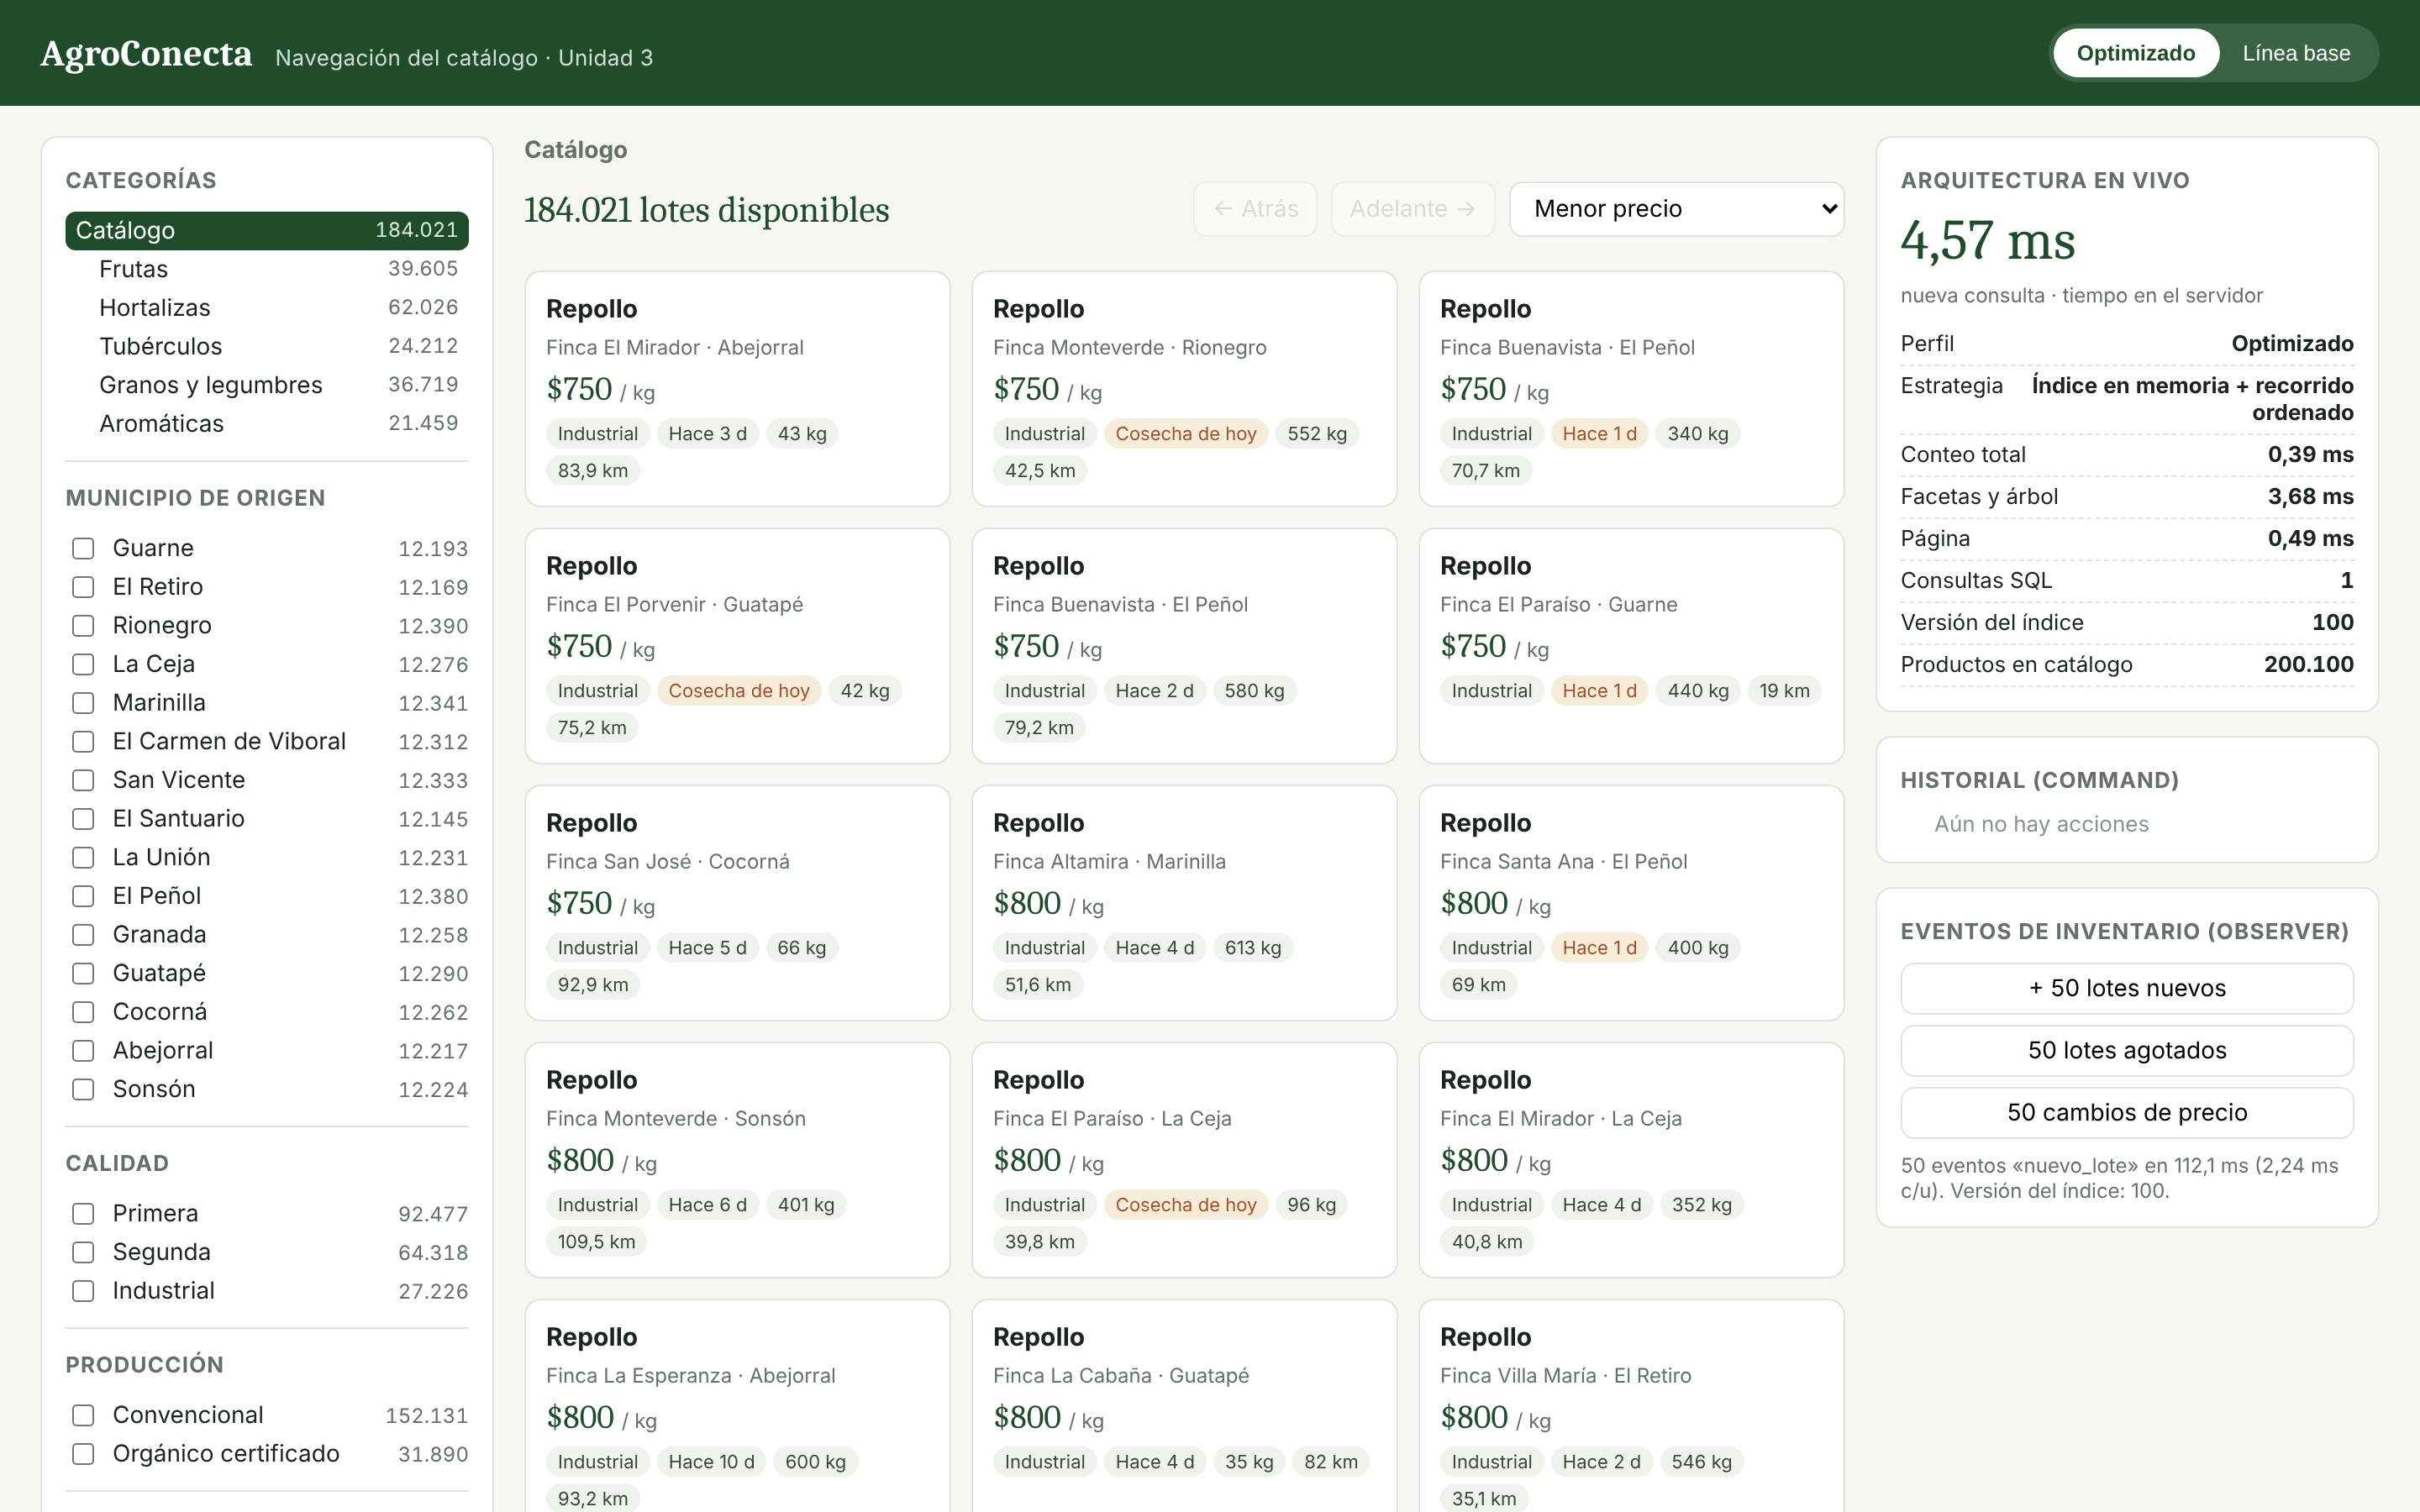 AgroConecta Navegación del catálogo · Unidad 3
Optimizado Línea base
CATEGORÍAS
Catálogo 184.021
Frutas 39.605
Hortalizas 62.026
Tubérculos 24.212
Granos y legumbres 36.719
Aromáticas 21.459
MUNICIPIO DE ORIGEN
Guarne 12.193
El Retiro 12.169
Rionegro 12.390
La Ceja 12.276
Marinilla 12.341
El Carmen de Viboral 12.312
San Vicente 12.333
El Santuario 12.145
La Unión 12.231
El Peñol 12.380
Granada 12.258
Guatapé 12.290
Cocorná 12.262
Abejorral 12.217
Sonsón 12.224
CALIDAD
Primera 92.477
Segunda 64.318
Industrial 27.226
PRODUCCIÓN
Convencional 152.131
Orgánico certificado 31.890
Catálogo
184.021 lotes disponibles
← Atrás Adelante → Menor precio
Repollo
Finca El Mirador · Abejorral
$750 / kg
Industrial Hace 3 d 43 kg
83,9 km
Repollo
Finca Monteverde · Rionegro
$750 / kg
Industrial Cosecha de hoy 552 kg
42,5 km
Repollo
Finca Buenavista · El Peñol
$750 / kg
Industrial Hace 1 d 340 kg
70,7 km
Repollo
Finca El Porvenir · Guatapé
$750 / kg
Industrial Cosecha de hoy 42 kg
75,2 km
Repollo
Finca Buenavista · El Peñol
$750 / kg
Industrial Hace 2 d 580 kg
79,2 km
Repollo
Finca El Paraíso · Guarne
$750 / kg
Industrial Hace 1 d 440 kg 19 km
Repollo
Finca San José · Cocorná
$750 / kg
Industrial Hace 5 d 66 kg
92,9 km
Repollo
Finca Altamira · Marinilla
$800 / kg
Industrial Hace 4 d 613 kg
51,6 km
Repollo
Finca Santa Ana · El Peñol
$800 / kg
Industrial Hace 1 d 400 kg
69 km
Repollo
Finca Monteverde · Sonsón
$800 / kg
Industrial Hace 6 d 401 kg
109,5 km
Repollo
Finca El Paraíso · La Ceja
$800 / kg
Industrial Cosecha de hoy 96 kg
39,8 km
Repollo
Finca El Mirador · La Ceja
$800 / kg
Industrial Hace 4 d 352 kg
40,8 km
Repollo
Finca La Esperanza · Abejorral
$800 / kg
Industrial Hace 10 d 600 kg
93,2 km
Repollo
Finca La Cabaña · Guatapé
$800 / kg
Industrial Hace 4 d 35 kg 82 km
Repollo
Finca Villa María · El Retiro
$800 / kg
Industrial Hace 2 d 546 kg
35,1 km
ARQUITECTURA EN VIVO
4,57 ms
nueva consulta · tiempo en el servidor
Perfil Optimizado
Estrategia Índice en memoria + recorrido
ordenado
Conteo total 0,39 ms
Facetas y árbol 3,68 ms
Página 0,49 ms
Consultas SQL 1
Versión del índice 100
Productos en catálogo 200.100
HISTORIAL (COMMAND)
Aún no hay acciones
EVENTOS DE INVENTARIO (OBSERVER)
+ 50 lotes nuevos
50 lotes agotados
50 cambios de precio
50 eventos «nuevo_lote» en 112,1 ms (2,24 ms
c/u). Versión del índice: 100.